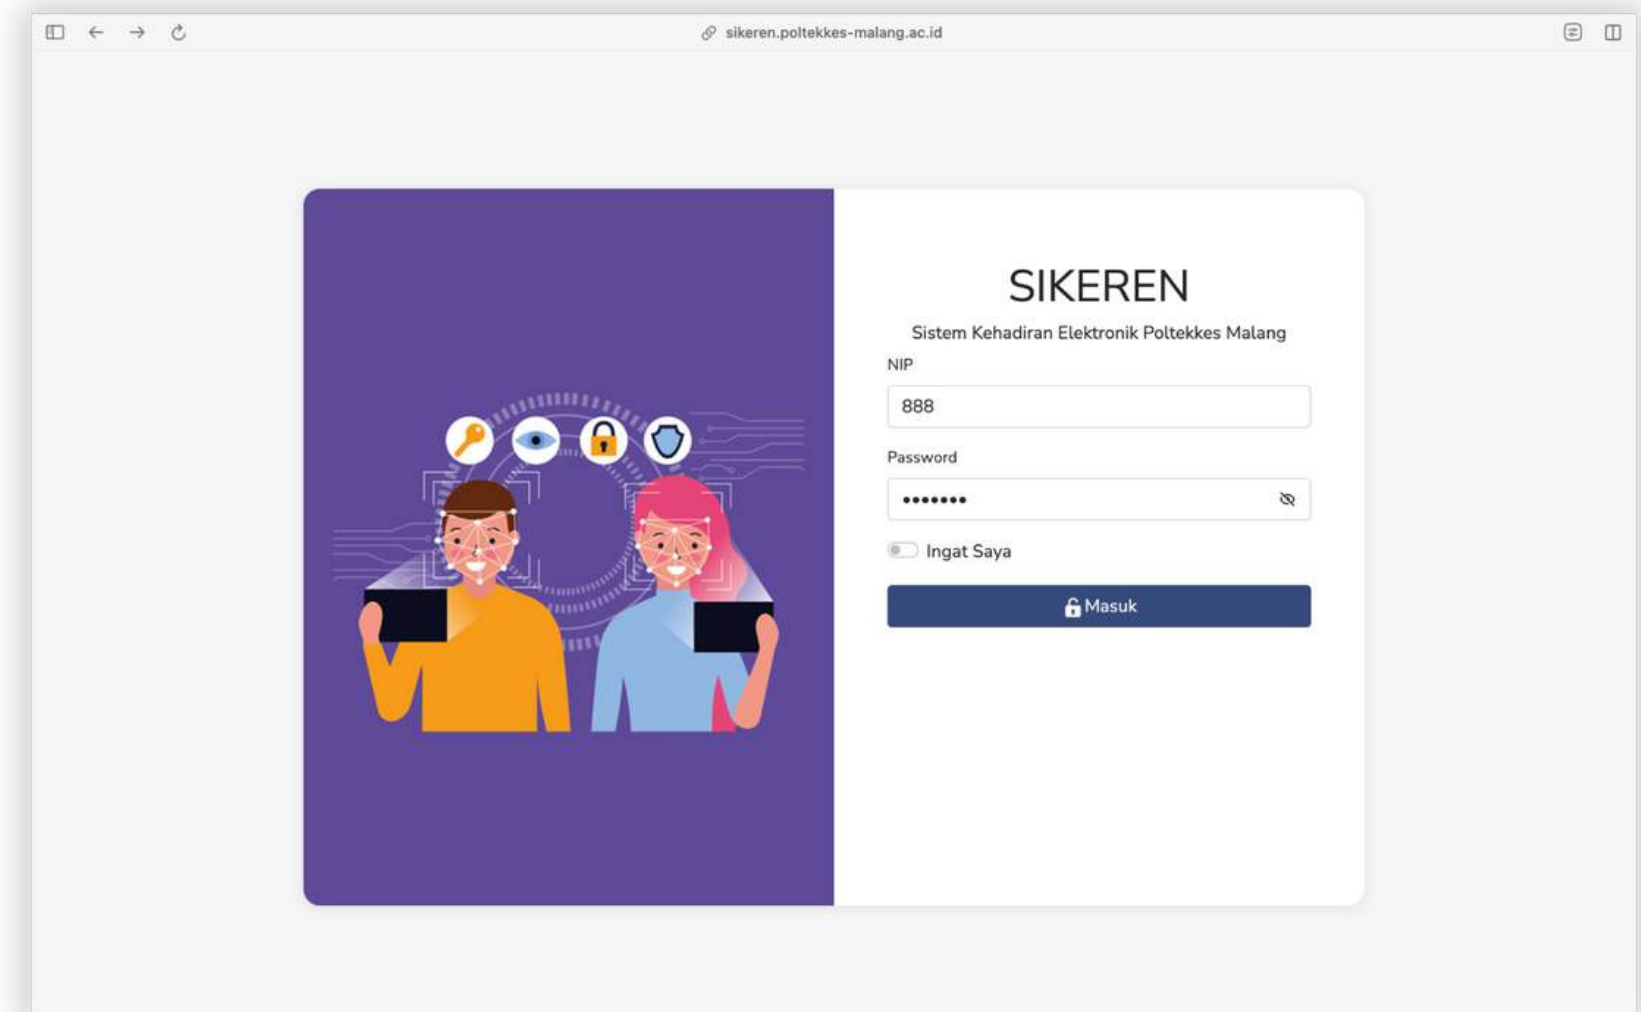 sikeren.poltekkes-malang.ac.id
SIKEREN
Sistem Kehadiran Elektronik Poltekkes Malang
NIP
888
Password
•••••••
Ingat Saya
Masuk